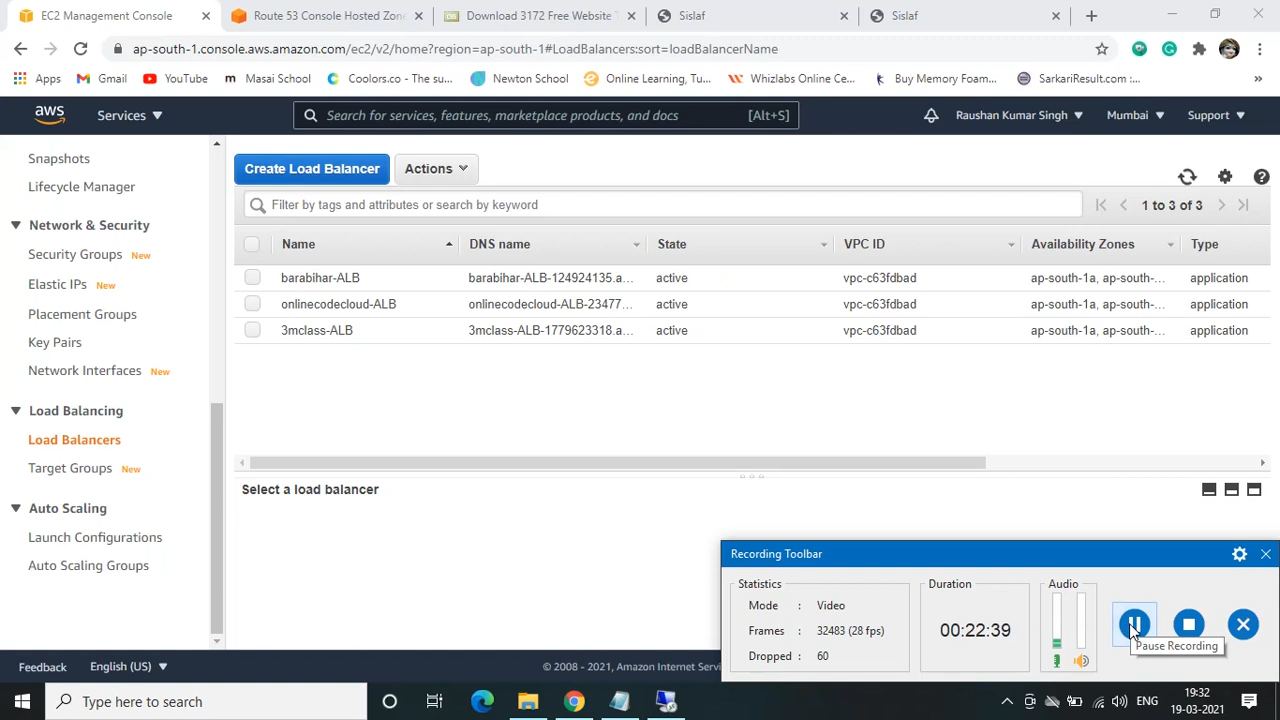 EC2 Management Console
Route 53 Console Hosted Zon
Download 3172 Free Website T
Sislaf
Sislaf
ap-south-1.console.aws.amazon.com/ec2/v2/home?region=ap-south-1#LoadBalancers:sort=loadBalancerName
Apps
Gmail
YouTube
Masai School
Coolors.co - The su...
Newton School
Online Learning, Tu...
Whizlabs Online Ce...
Buy Memory Foam...
SarkariResult.com :...
»
aws
Services
Search for services, features, marketplace products, and docs
[Alt+S]
Raushan Kumar Singh
Mumbai
Support
Snapshots
Lifecycle Manager
Network & Security
Security Groups New
Elastic IPs New
Placement Groups
Key Pairs
Network Interfaces New
Load Balancing
Load Balancers
Target Groups New
Auto Scaling
Launch Configurations
Auto Scaling Groups
Create Load Balancer
Actions
Filter by tags and attributes or search by keyword
1 to 3 of 3
Name DNS name State VPC ID Availability Zones Type
barabihar-ALB barabihar-ALB-124924135.a... active vpc-c63fdbad ap-south-1a, ap-south-... application
onlinecodecloud-ALB onlinecodecloud-ALB-23477... active vpc-c63fdbad ap-south-1a, ap-south-... application
3mclass-ALB 3mclass-ALB-1779623318.a... active vpc-c63fdbad ap-south-1a, ap-south-... application
Select a load balancer
Recording Toolbar
Statistics
Mode : Video
Frames : 32483 (28 fps)
Dropped : 60
Duration
00:22:39
Audio
Pause Recording
Feedback
English (US)
© 2008 - 2021, Amazon Internet Serv
Type here to search
ENG
19:32
19-03-2021